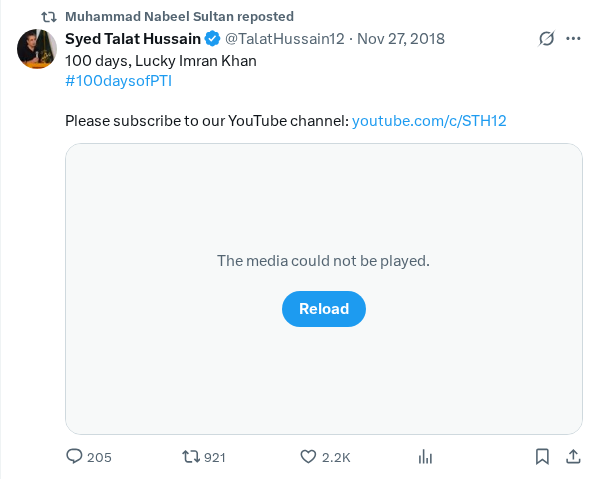 Muhammad Nabeel Sultan reposted
Syed Talat Hussain @TalatHussain12 · Nov 27, 2018
100 days, Lucky Imran Khan
#100daysofPTI
Please subscribe to our YouTube channel: youtube.com/c/STH12
The media could not be played.
Reload
205 921 2.2K